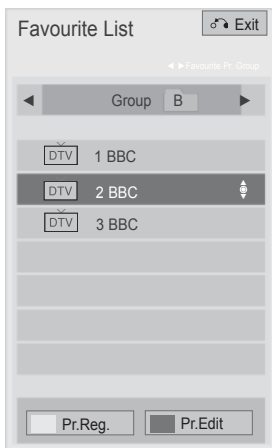 Favourite List
Exit
◄ ►Favourite Pr. Group
◄ Group B ►
DTV 1 BBC
DTV 2 BBC
DTV 3 BBC
Pr.Reg. Pr.Edit